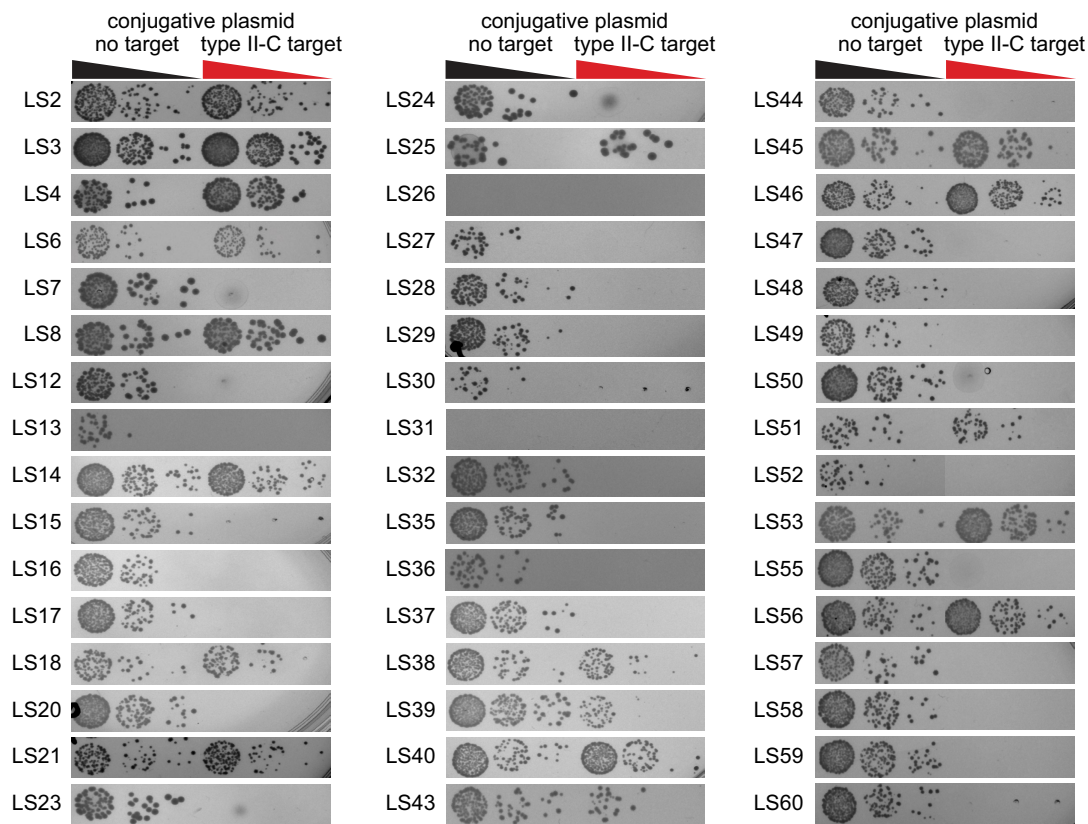 conjugative plasmid
no target type II-C target
LS2
LS3
LS4
LS6
LS7
LS8
LS12
LS13
LS14
LS15
LS16
LS17
LS18
LS20
LS21
LS23
conjugative plasmid
no target type II-C target
LS24
LS25
LS26
LS27
LS28
LS29
LS30
LS31
LS32
LS35
LS36
LS37
LS38
LS39
LS40
LS43
conjugative plasmid
no target type II-C target
LS44
LS45
LS46
LS47
LS48
LS49
LS50
LS51
LS52
LS53
LS55
LS56
LS57
LS58
LS59
LS60